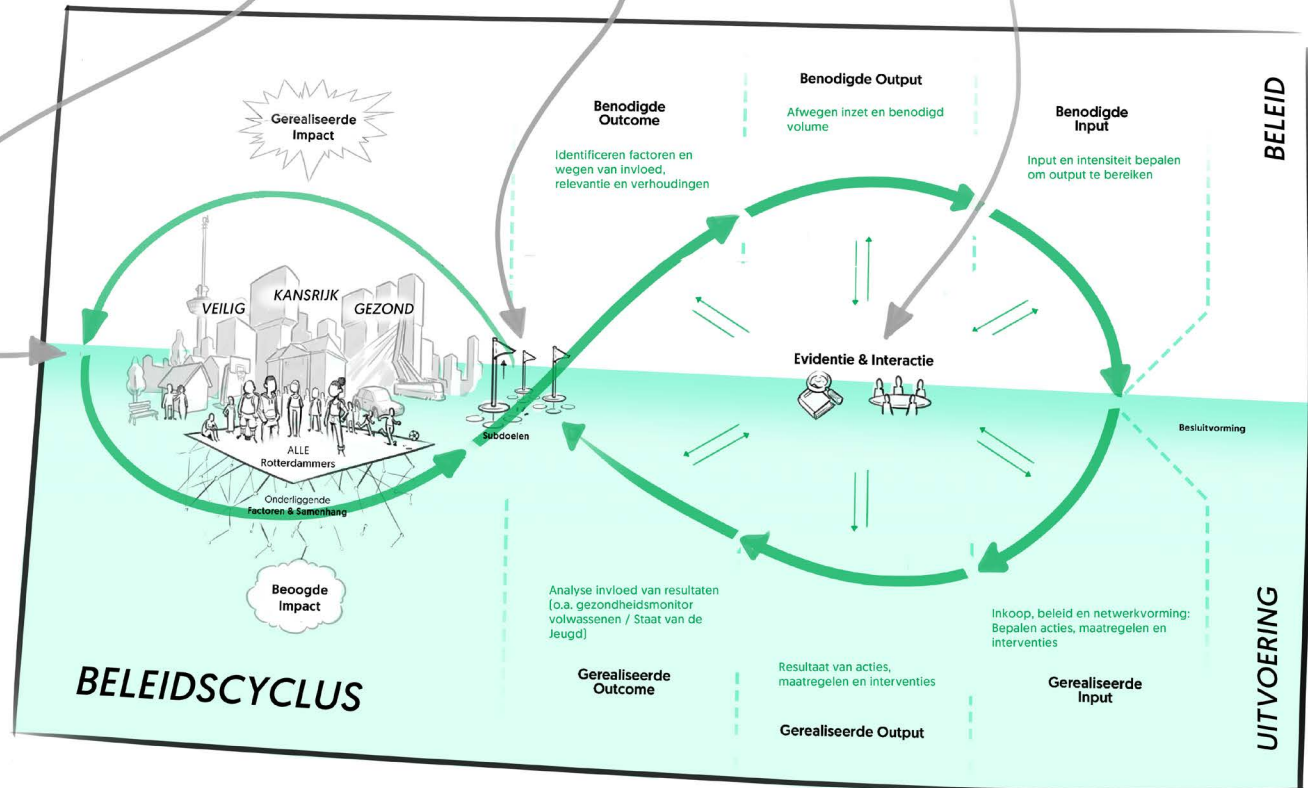 Gerealiseerde
Impact
VEILIG
KANSRIJK
GEZOND
ALLE
Rotterdammers
Onderliggende
Factoren & Samenhang
Beoogde
Impact
BELEIDSCYCLUS
Subdoelen
Benodigde
Outcome
Identificeren factoren en
wegen van invloed,
relevantie en verhoudingen
Benodigde Output
Afwegen inzet en benodigd
volume
Benodigde
Input
Input en intensiteit bepalen
om output te bereiken
BELEID
Evidentie & Interactie
Besluitvorming
Analyse invloed van resultaten
(o.a. gezondheidsmonitor
volwassenen / Staat van de
Jeugd)
Gerealiseerde
Outcome
Resultaat van acties,
maatregelen en interventies
Gerealiseerde Output
Inkoop, beleid en netwerkvorming:
Bepalen acties, maatregelen en
interventies
Gerealiseerde
Input
UITVOERING